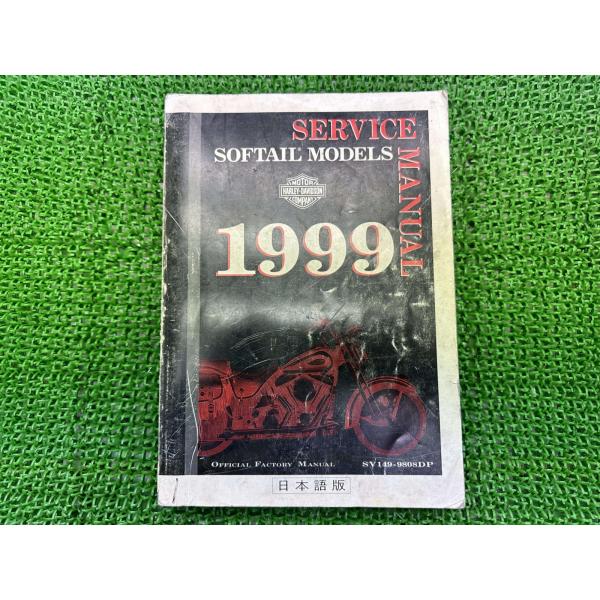 SERVICE
MANUAL
SOFTAIL MODELS
MOTOR
HARLEY-DAVIDSON
COMPANY
1999
OFFICIAL FACTORY MANUAL
SV149-9808DP
日本語版